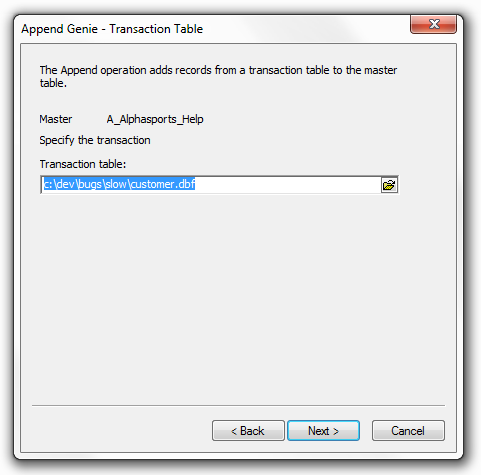 Append Genie - Transaction Table
The Append operation adds records from a transaction table to the master
table.
Master A_Alphasports_Help
Specify the transaction
Transaction table:
c:\dev\bugs\slow\customer.dbf
< Back Next > Cancel